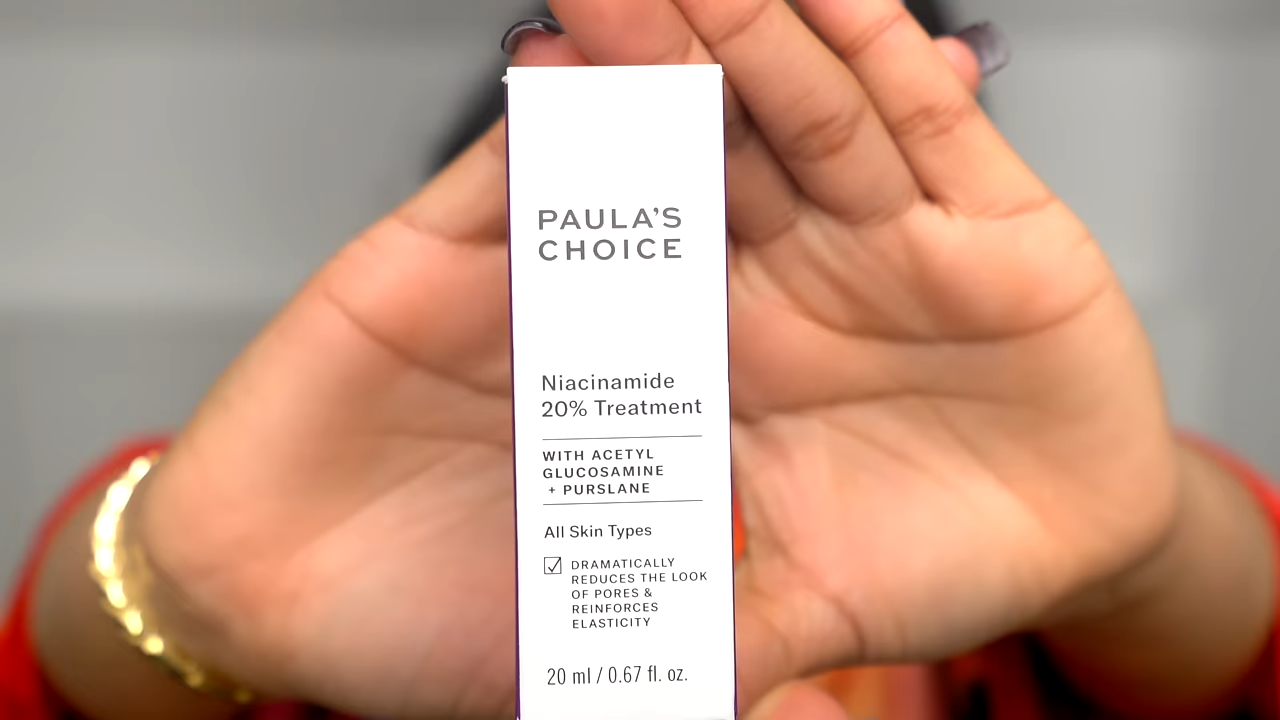 PAULA'S
CHOICE
Niacinamide
20% Treatment
WITH ACETYL
GLUCOSAMINE
+ PURSLANE
All Skin Types
DRAMATICALLY
REDUCES THE LOOK
OF PORES &
REINFORCES
ELASTICITY
20 ml / 0.67 fl. oz.